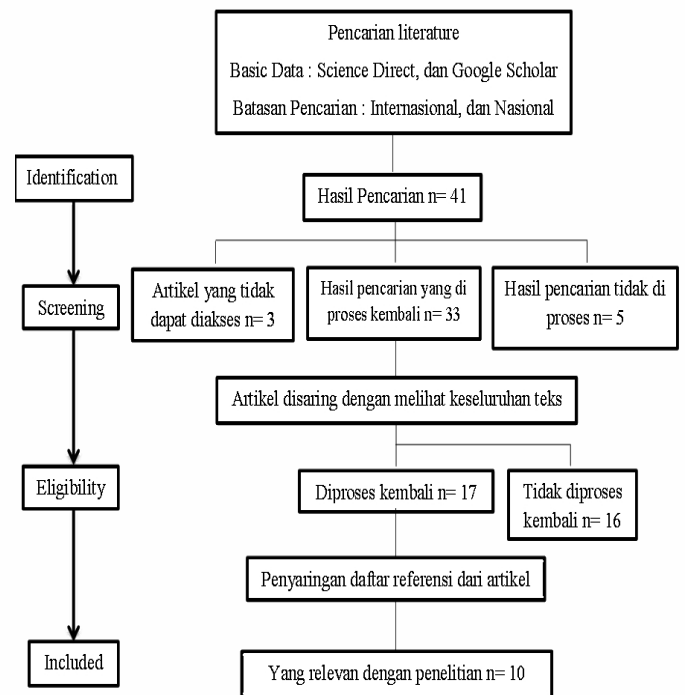 Pencarian literature
Basic Data : Science Direct, dan Google Scholar
Batasan Pencarian : Internasional, dan Nasional
Identification
Hasil Pencarian n= 41
Screening
Artikel yang tidak
dapat diakses n= 3
Hasil pencarian yang di
proses kembali n= 33
Hasil pencarian tidak di
proses n= 5
Artikel disaring dengan melihat keseluruhan teks
Eligibility
Diproses kembali n= 17
Tidak diproses
kembali n= 16
Penyaringan daftar referensi dari artikel
Included
Yang relevan dengan penelitian n= 10